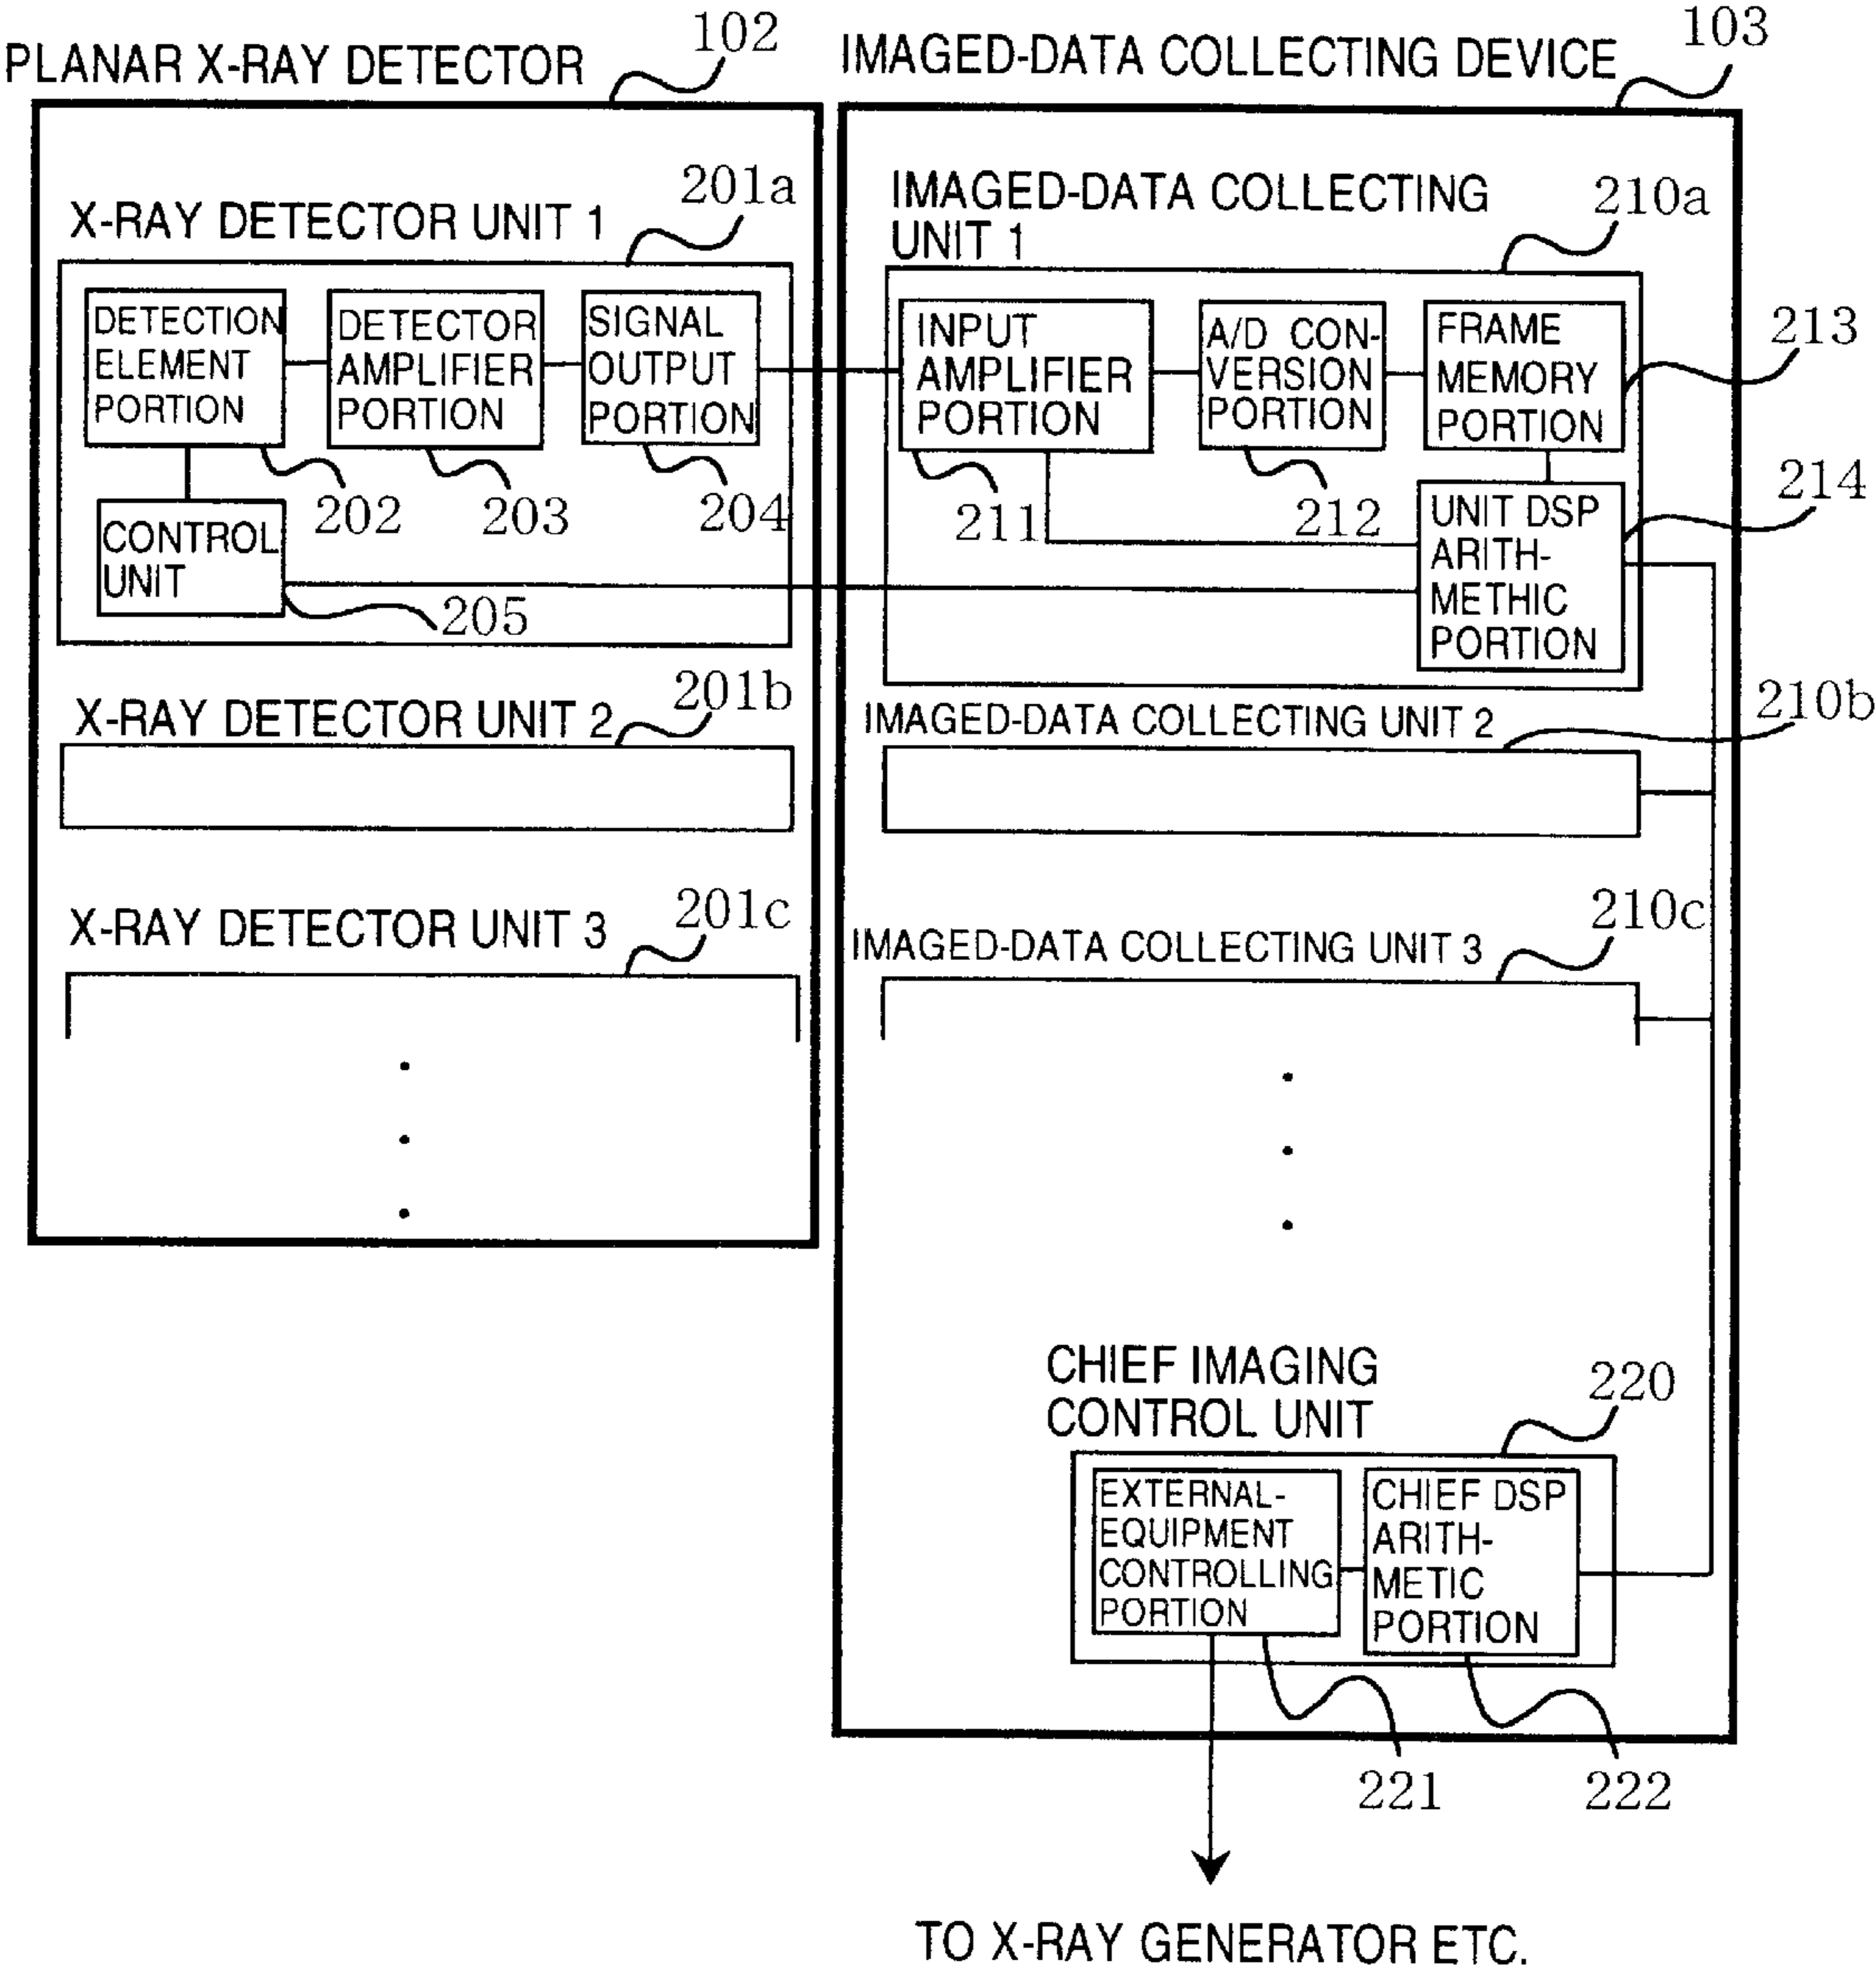 102
PLANAR X-RAY DETECTOR
103
IMAGED-DATA COLLECTING DEVICE
201a
X-RAY DETECTOR UNIT 1
DETECTION
ELEMENT
PORTION
DETECTOR
AMPLIFIER
PORTION
SIGNAL
OUTPUT
PORTION
202
203
204
CONTROL
UNIT
205
IMAGED-DATA COLLECTING
UNIT 1
210a
INPUT
AMPLIFIER
PORTION
A/D CON-
VERSION
PORTION
FRAME
MEMORY
PORTION
213
211
212
214
UNIT DSP
ARITH-
METHIC
PORTION
201b
X-RAY DETECTOR UNIT 2
IMAGED-DATA COLLECTING UNIT 2
210b
201c
X-RAY DETECTOR UNIT 3
210c
IMAGED-DATA COLLECTING UNIT 3
CHIEF IMAGING
CONTROL UNIT
220
EXTERNAL-
EQUIPMENT
CONTROLLING
PORTION
CHIEF DSP
ARITH-
METIC
PORTION
221
222
TO X-RAY GENERATOR ETC.